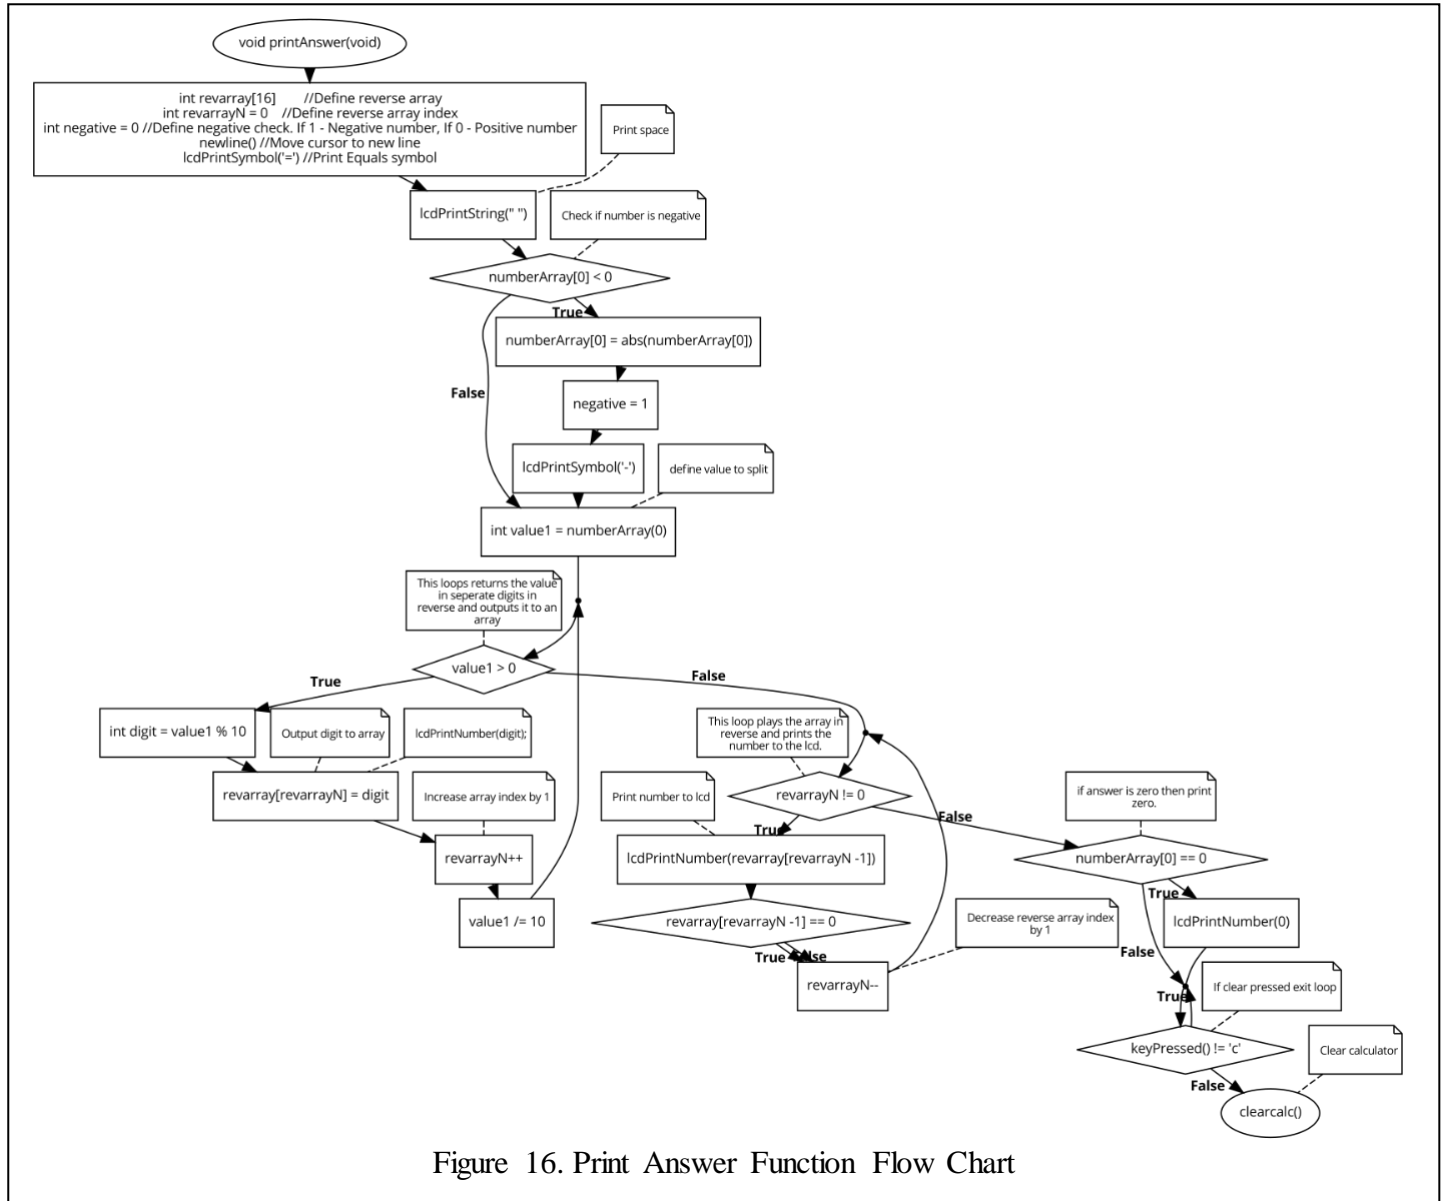 void printAnswer(void)
int revarray[16] //Define reverse array
int revarrayN = 0 //Define reverse array index
int negative = 0 //Define negative check. If 1 - Negative number, If 0 - Positive number
newline() //Move cursor to new line
lcdPrintSymbol('=') //Print Equals symbol
Print space
lcdPrintString(" ")
Check if number is negative
numberArray[0] < 0
True
numberArray[0] = abs(numberArray[0])
False
negative = 1
lcdPrintSymbol('-')
define value to split
int value1 = numberArray(0)
This loops returns the value
in seperate digits in
reverse and outputs it to an
array
value1 > 0
True
False
int digit = value1 % 10
Output digit to array
lcdPrintNumber(digit);
revarray[revarrayN] = digit
Increase array index by 1
revarrayN++
value1 /= 10
This loop plays the array in
reverse and prints the
number to the lcd.
revarrayN != 0
Print number to lcd
True
False
lcdPrintNumber(revarray[revarrayN -1])
revarray[revarrayN -1] == 0
True
False
Decrease reverse array index
by 1
revarrayN--
if answer is zero then print
zero.
numberArray[0] == 0
True
lcdPrintNumber(0)
False
True
If clear pressed exit loop
keyPressed() != 'c'
Clear calculator
False
clearcalc()
Figure 16. Print Answer Function Flow Chart